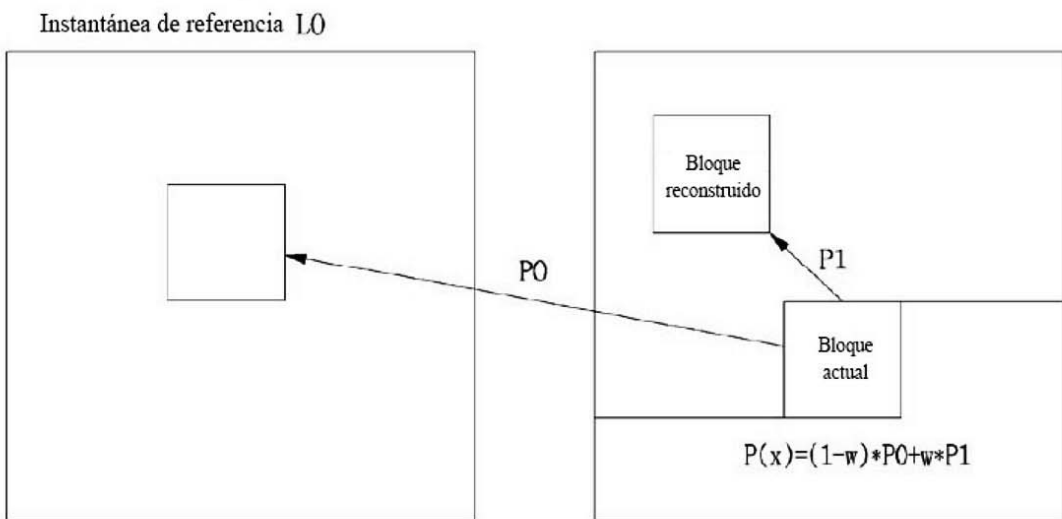 Instantánea de referencia L0
Bloque
reconstruido
P1
P0
Bloque
actual
P(x)=(1-w)*P0+w*P1